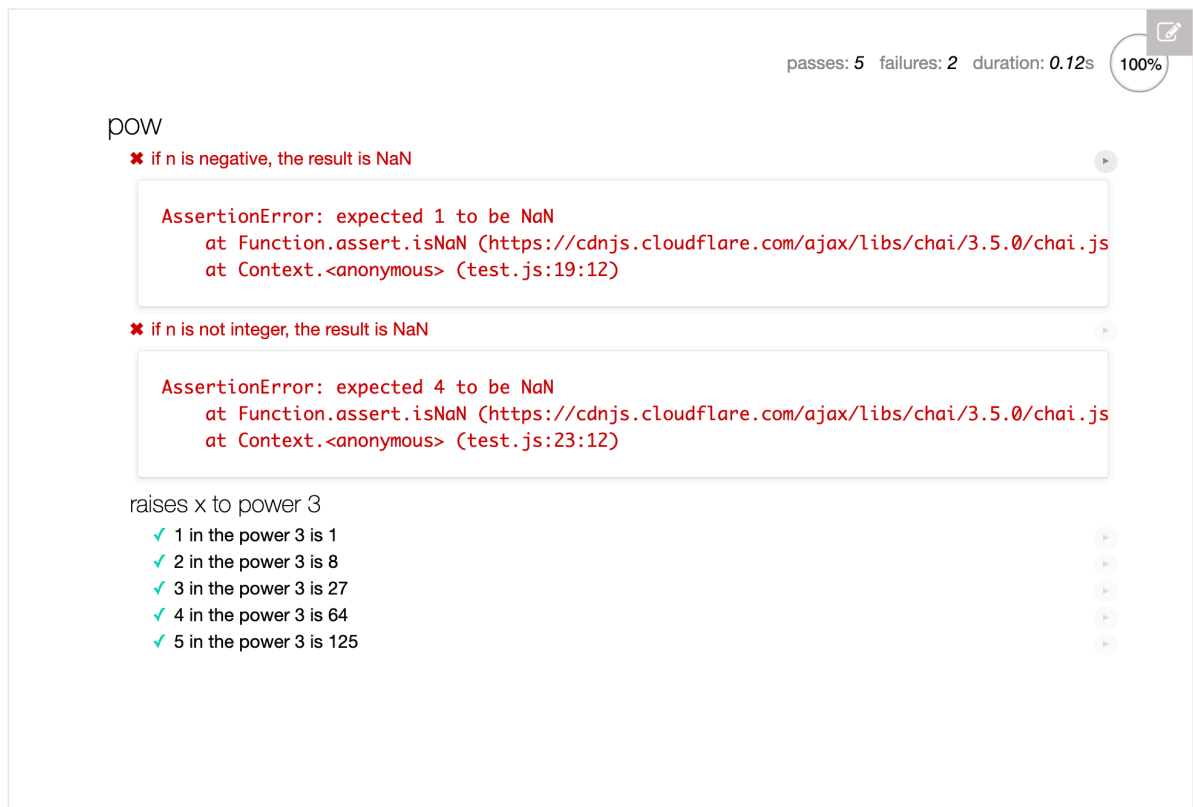 passes: 5 failures: 2 duration: 0.12s 100%
pow
✖ if n is negative, the result is NaN
AssertionError: expected 1 to be NaN
at Function.assert.isNaN (https://cdnjs.cloudflare.com/ajax/libs/chai/3.5.0/chai.js
at Context.<anonymous> (test.js:19:12)
✖ if n is not integer, the result is NaN
AssertionError: expected 4 to be NaN
at Function.assert.isNaN (https://cdnjs.cloudflare.com/ajax/libs/chai/3.5.0/chai.js
at Context.<anonymous> (test.js:23:12)
raises x to power 3
✓ 1 in the power 3 is 1
✓ 2 in the power 3 is 8
✓ 3 in the power 3 is 27
✓ 4 in the power 3 is 64
✓ 5 in the power 3 is 125